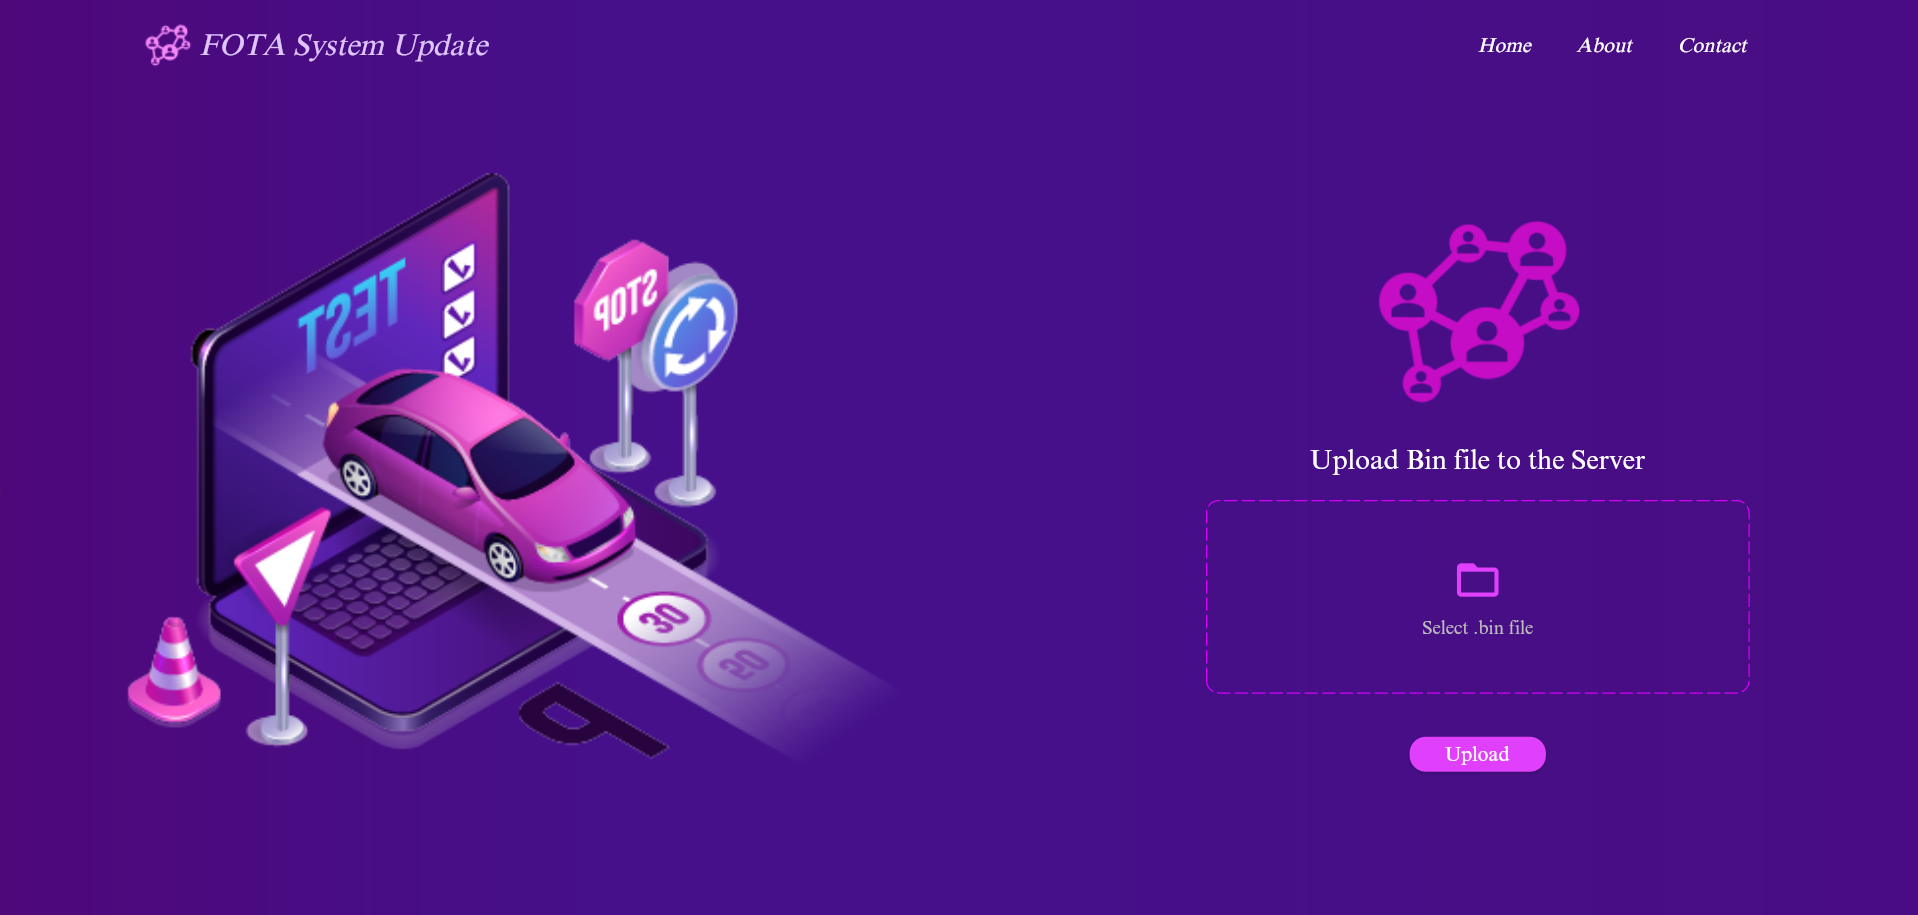 FOTA System Update
Home
About
Contact
TEST
STOP
30
Upload Bin file to the Server
Select .bin file
Upload
P